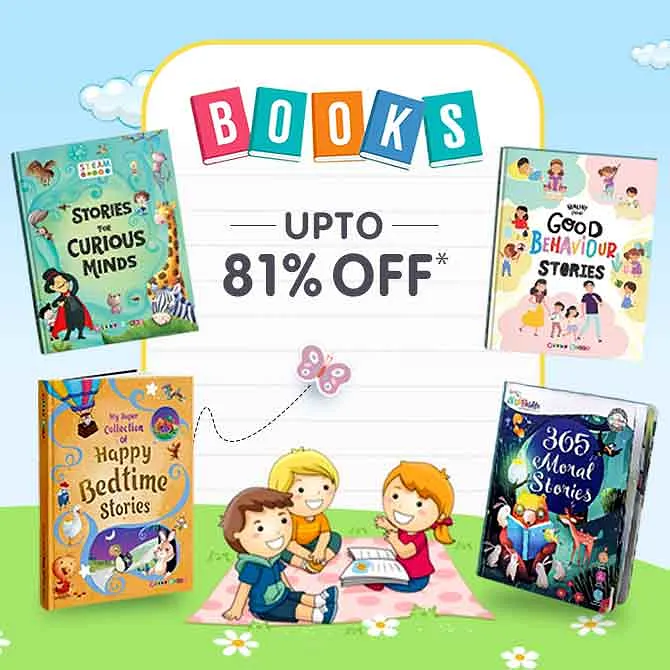 BOOKS
UPTO
81% OFF*
STEAM
STORIES
FOR
CURIOUS
MINDS
GOOD
BEHAVIOUR
STORIES
My Super
Collection
of
Happy
Bedtime
Stories
365
Moral
Stories